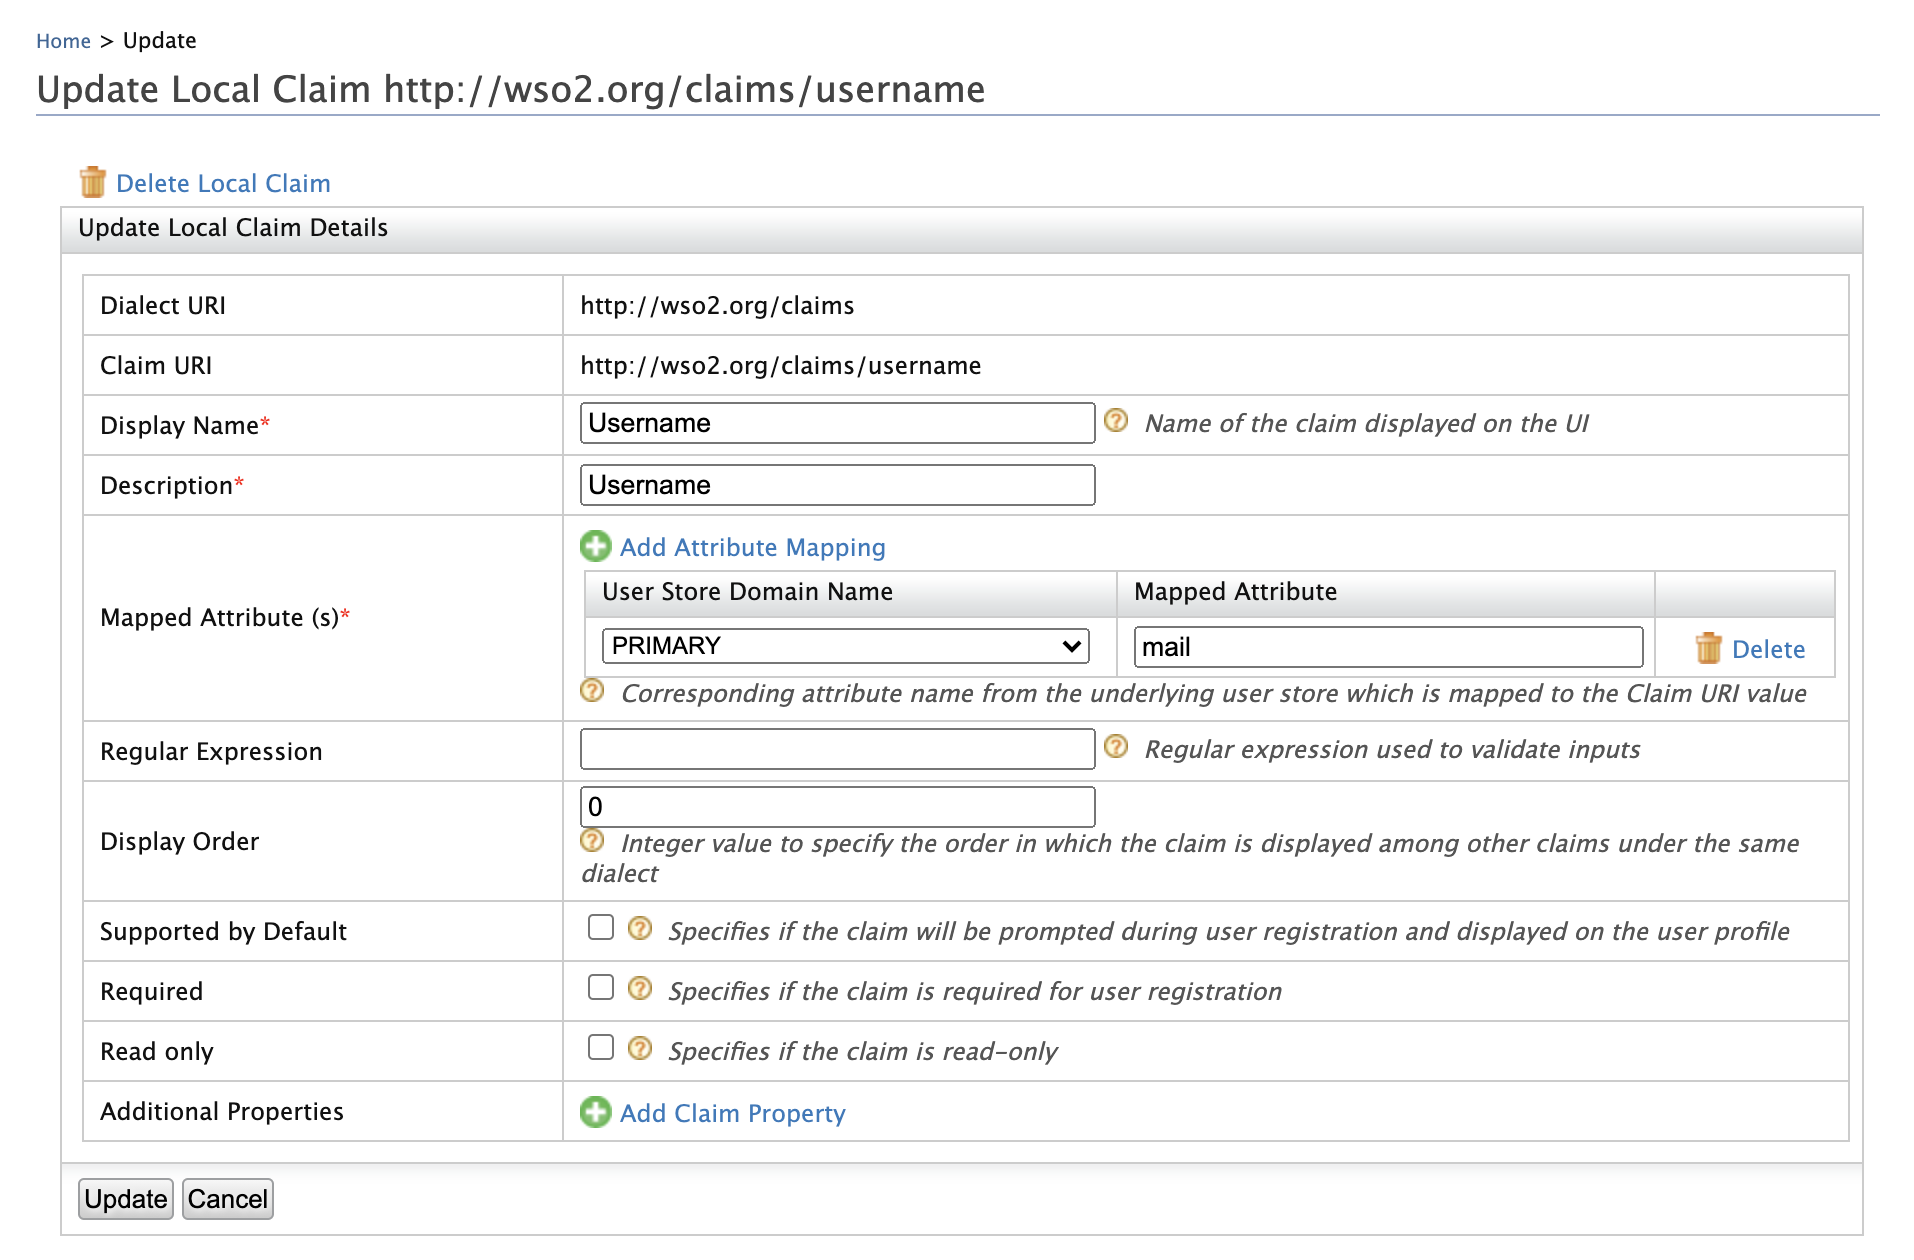 Home > Update
Update Local Claim http://wso2.org/claims/username
Delete Local Claim
Update Local Claim Details
Dialect URI http://wso2.org/claims
Claim URI http://wso2.org/claims/username
Display Name* Username Name of the claim displayed on the UI
Description* Username
Mapped Attribute (s)*
Add Attribute Mapping
User Store Domain Name Mapped Attribute
PRIMARY mail Delete
Corresponding attribute name from the underlying user store which is mapped to the Claim URI value
Regular Expression Regular expression used to validate inputs
Display Order
0
Integer value to specify the order in which the claim is displayed among other claims under the same
dialect
Supported by Default Specifies if the claim will be prompted during user registration and displayed on the user profile
Required Specifies if the claim is required for user registration
Read only Specifies if the claim is read-only
Additional Properties Add Claim Property
Update Cancel